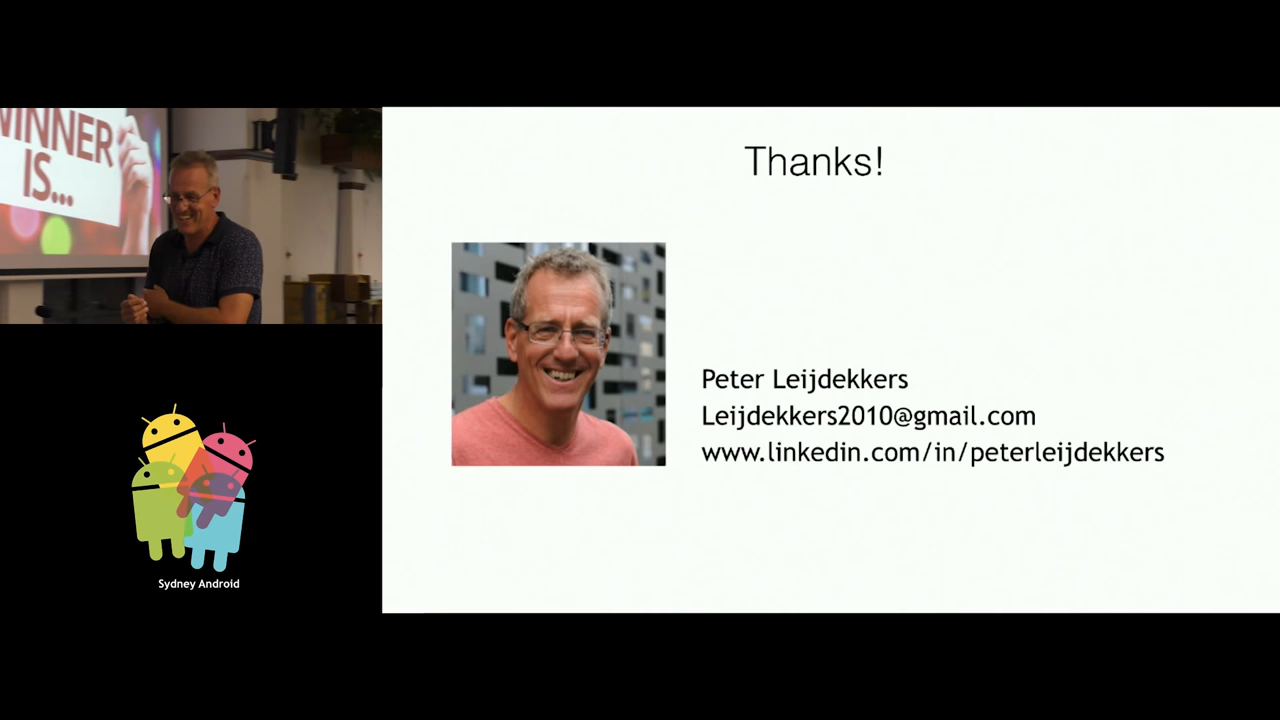 WINNER
IS...
Thanks!
Peter Leijdekkers
Leijdekkers2010@gmail.com
www.linkedin.com/in/peterleijdekkers
Sydney Android